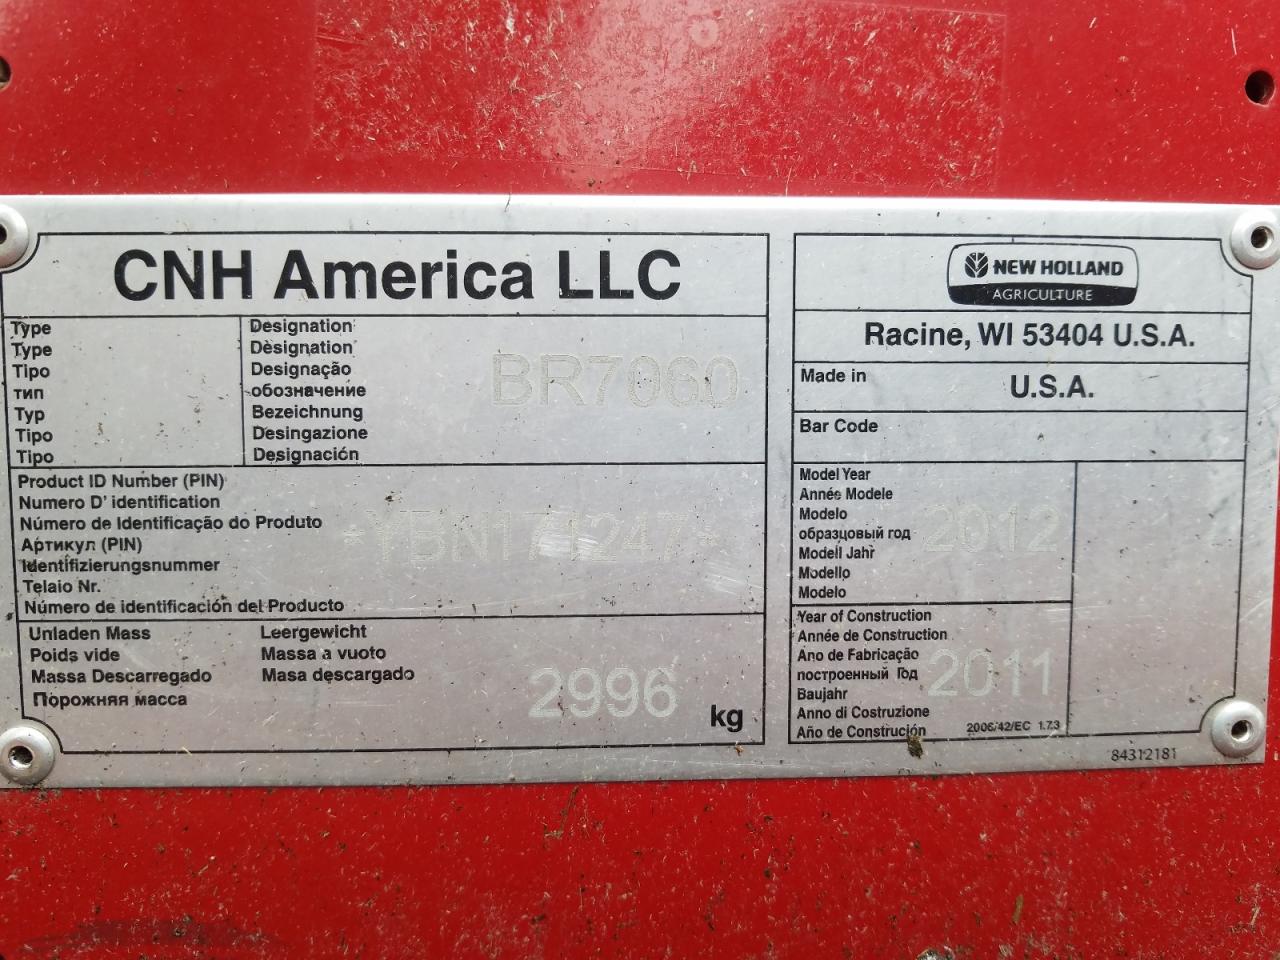 CNH America LLC
Type
Type
Tipo
тип
Typ
Tipo
Tipo
Designation
Dèsignation
Designação
обозначение
Bezeichnung
Desingazione
Designación
BR7060
Product ID Number (PIN)
Numero D' identification
Número de Identificação do Produto
Артикул (PIN)
Identifizierungsnummer
Telaio Nr.
Número de identificación del Producto
*YBN171247*
Unladen Mass
Poids vide
Massa Descarregado
Порожняя масса
Leergewicht
Massa a vuoto
Masa descargado
2996 kg
NEW HOLLAND
AGRICULTURE
Racine, WI 53404 U.S.A.
Made in U.S.A.
Bar Code
Model Year
Année Modele
Modelo
образцовый год
Modell Jahr
Modello
Modelo
2012
Year of Construction
Année de Construction
Ano de Fabricação
построенный Год
Baujahr
Anno di Costruzione
Año de Construción
2011
2006/42/EC 1.7.3
84312181